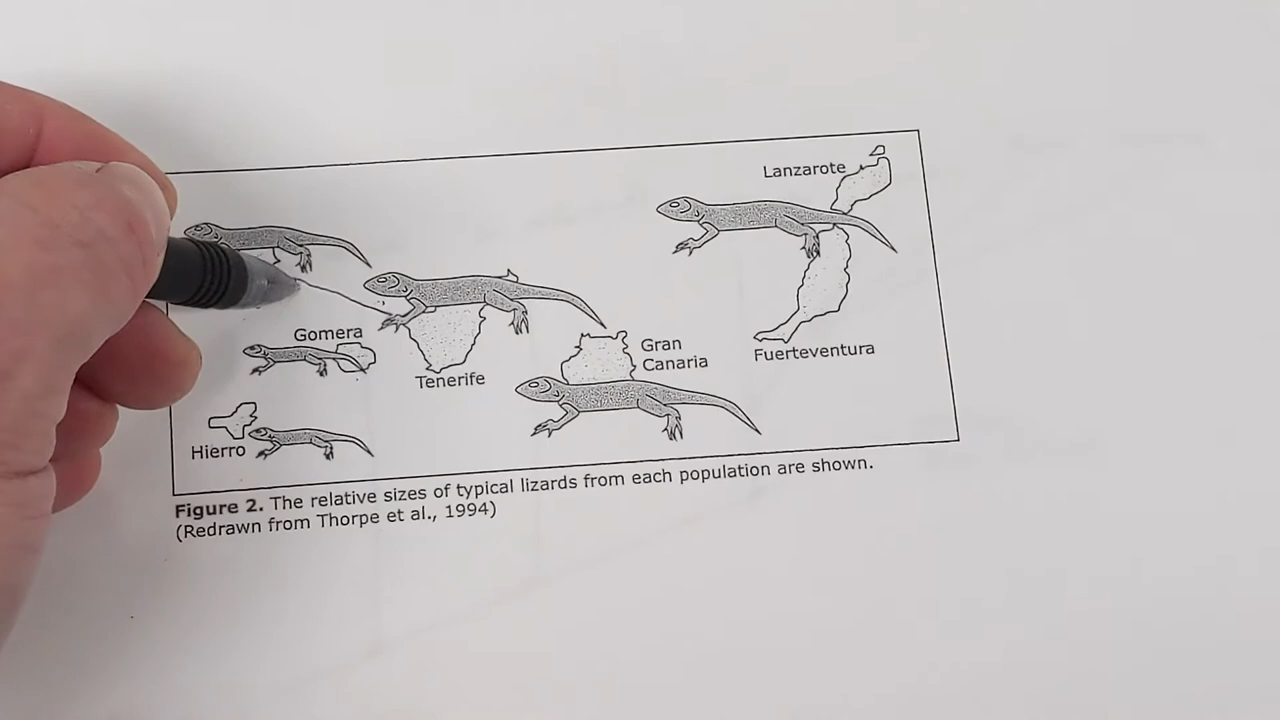 Lanzarote
Gomera
Gran
Canaria
Fuerteventura
Tenerife
Hierro
Figure 2. The relative sizes of typical lizards from each population are shown.
(Redrawn from Thorpe et al., 1994)